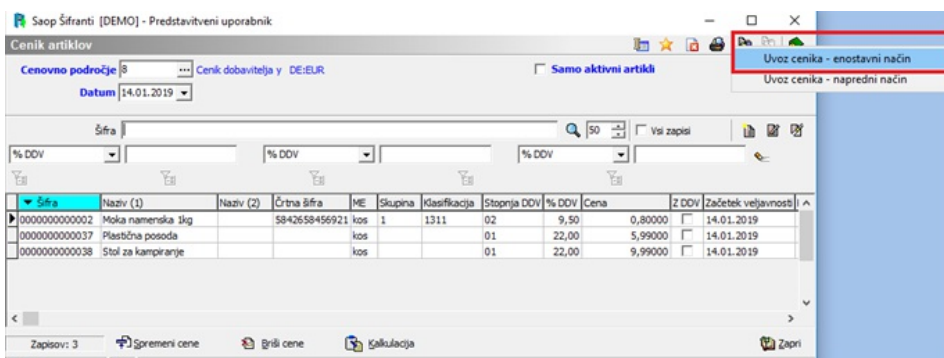 Saop Šifranti [DEMO] - Predstavitveni uporabnik
Cenik artiklov
Uvoz cenika - enostavni način
Uvoz cenika - napredni način
Cenovno področje 8 ... Cenik dobavitelja y DE:EUR
Samo aktivni artikli
Datum 14.01.2019
Šifra 50 Vsi zapisi
% DDV % DDV % DDV
Šifra Naziv (1) Naziv (2) Črtna šifra ME Skupina Klasifikacija Stopnja DDV % DDV Cena Z DDV Začetek veljavnosti
0000000000002 Moka namenska 1kg 5842658456921 kos 1 1311 02 9,50 0,80000 14.01.2019
0000000000037 Plastična posoda kos 01 22,00 5,99000 14.01.2019
0000000000038 Stol za kampiranje kos 01 22,00 9,99000 14.01.2019
Zapisov: 3 Spremeni cene Briši cene Kalkulacija Zapri